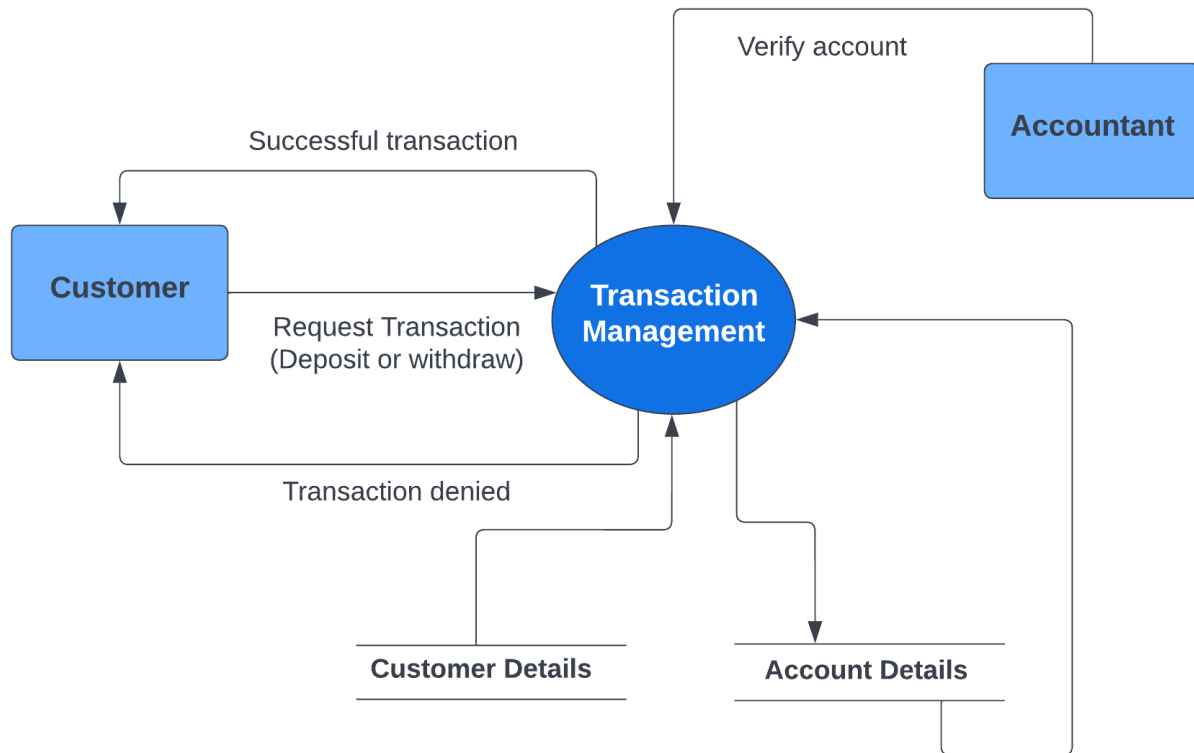 Verify account
Accountant
Successful transaction
Customer
Request Transaction
(Deposit or withdraw)
Transaction
Management
Transaction denied
Customer Details
Account Details